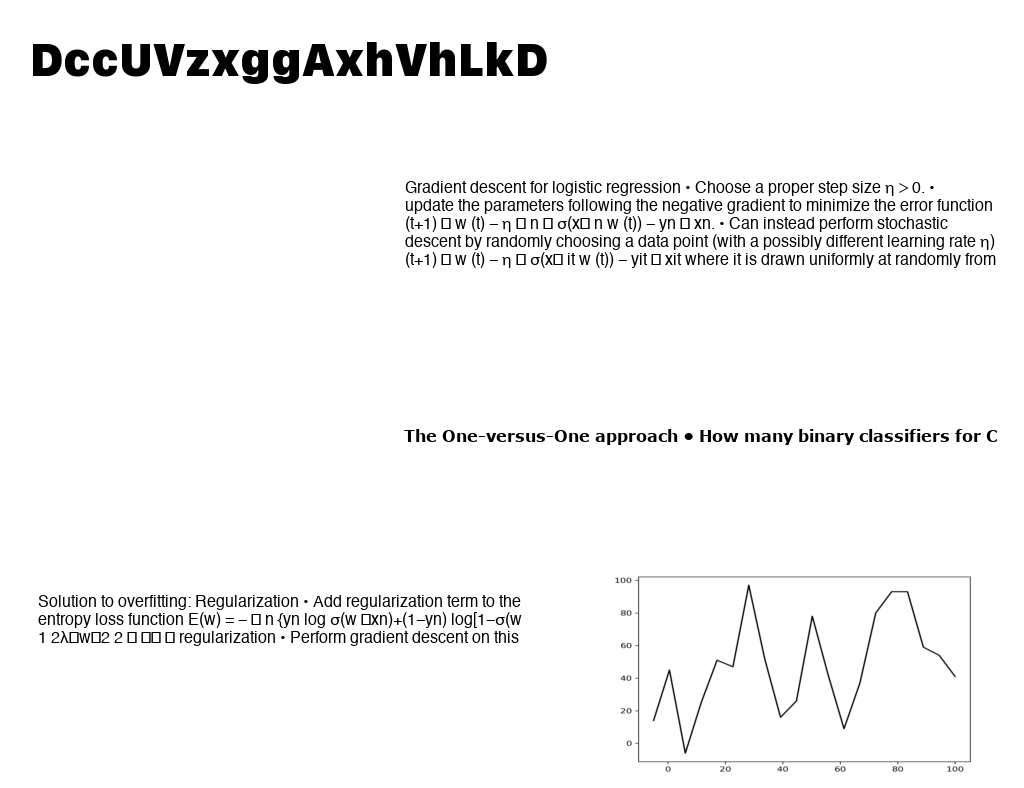 DccUVzxggAxhVhLkD
Gradient descent for logistic regression • Choose a proper step size η > 0. •
update the parameters following the negative gradient to minimize the error function
(t+1) □ w (t) – η □ n □ σ(x□ n w (t)) – yn □ xn. • Can instead perform stochastic
descent by randomly choosing a data point (with a possibly different learning rate η)
(t+1) □ w (t) – η □ σ(x□ it w (t)) – yit □ xit where it is drawn uniformly at randomly from
The One-versus-One approach • How many binary classifiers for C
Solution to overfitting: Regularization • Add regularization term to the
entropy loss function E(w) = – □ n {yn log σ(w □xn)+(1–yn) log[1–σ(w
1 2λ□w□2 2 □ □□ □ regularization • Perform gradient descent on this
100
80
60
40
20
0
0 20 40 60 80 100